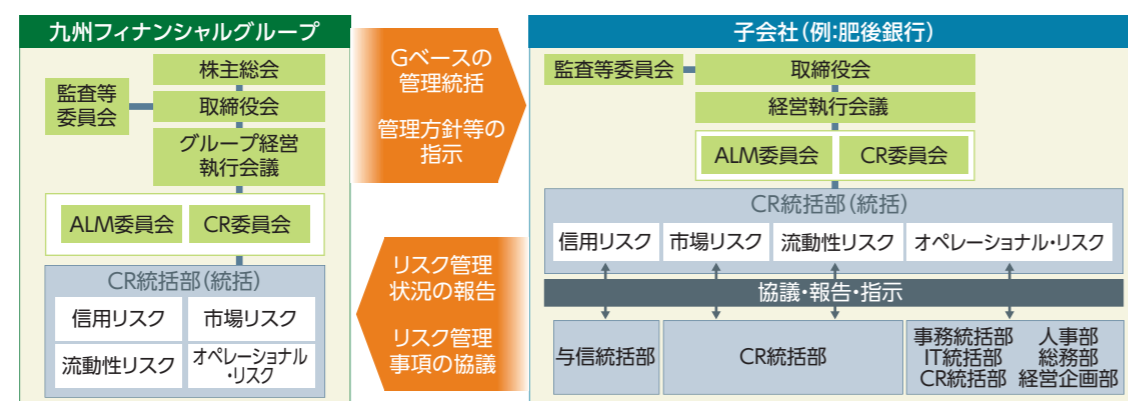 九州フィナンシャルグループ
株主総会
監査等
委員会
取締役会
グループ経営
執行会議
ALM委員会
CR委員会
CR統括部(統括)
信用リスク
市場リスク
流動性リスク
オペレーショナル
・リスク
Gベースの
管理統括
管理方針等の
指示
リスク管理
状況の報告
リスク管理
事項の協議
子会社(例:肥後銀行)
監査等委員会
取締役会
経営執行会議
ALM委員会
CR委員会
CR統括部(統括)
信用リスク
市場リスク
流動性リスク
オペレーショナル・リスク
協議・報告・指示
与信統括部
CR統括部
事務統括部
IT統括部
CR統括部
人事部
総務部
経営企画部